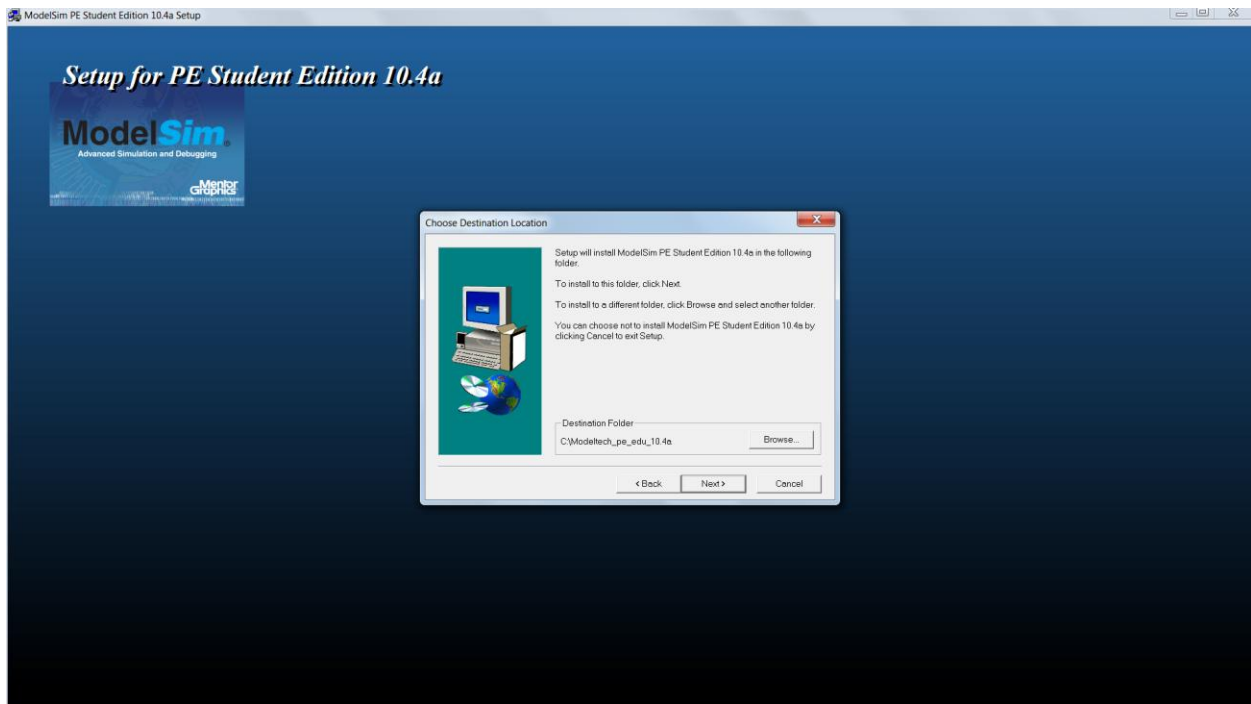 ModelSim PE Student Edition 10.4a Setup
Setup for PE Student Edition 10.4a
ModelSim®
Advanced Simulation and Debugging
Mentor
Graphics
Choose Destination Location
Setup will install ModelSim PE Student Edition 10.4a in the following
folder.
To install to this folder, click Next.
To install to a different folder, click Browse and select another folder.
You can choose not to install ModelSim PE Student Edition 10.4a by
clicking Cancel to exit Setup.
Destination Folder
C:\Modeltech_pe_edu_10.4a
Browse...
< Back
Next >
Cancel